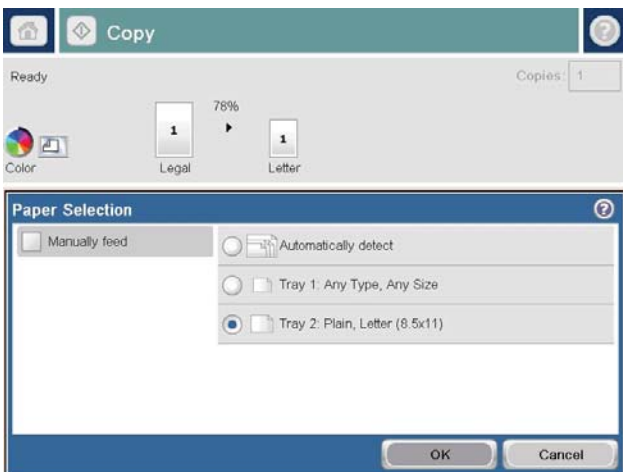 Copy
Ready
Copies: 1
78%
1
1
Color
Legal
Letter
Paper Selection
Manually feed
Automatically detect
Tray 1: Any Type, Any Size
Tray 2: Plain, Letter (8.5x11)
OK
Cancel